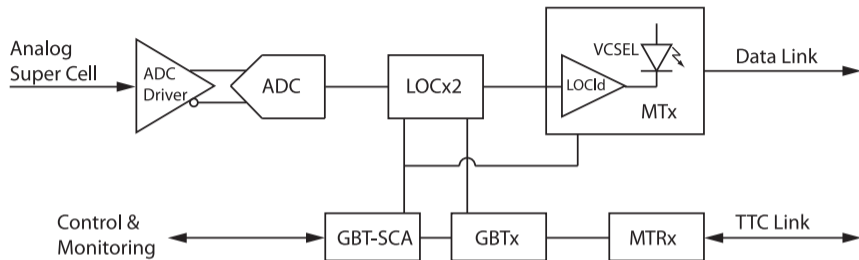 Analog
Super Cell
ADC
Driver
ADC
LOCx2
VCSEL
LOCld
MTx
Data Link
Control &
Monitoring
GBT-SCA
GBTx
MTRx
TTC Link